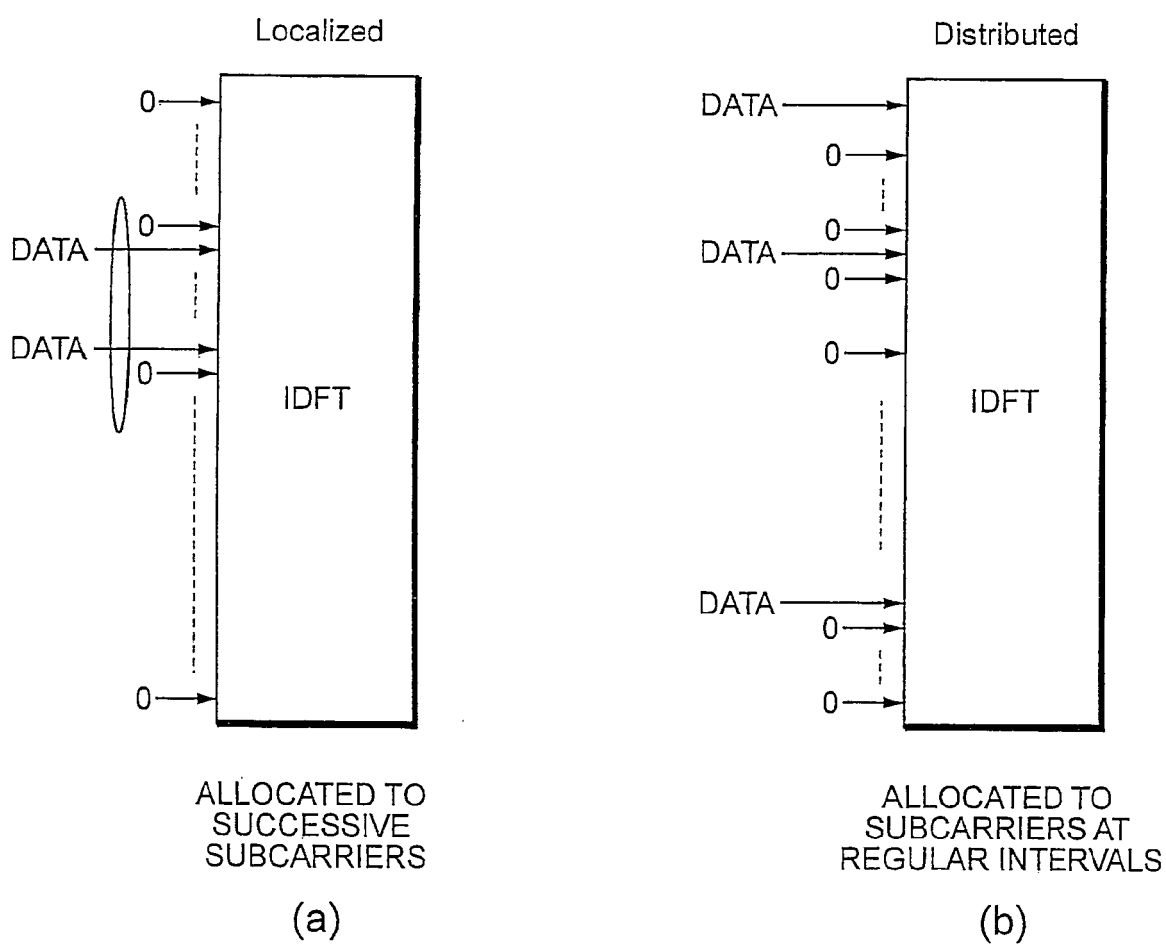 Localized
0
0
DATA
DATA
0
IDFT
0
ALLOCATED TO
SUCCESSIVE
SUBCARRIERS
(a)
Distributed
DATA
0
0
DATA
0
0
IDFT
DATA
0
0
ALLOCATED TO
SUBCARRIERS AT
REGULAR INTERVALS
(b)